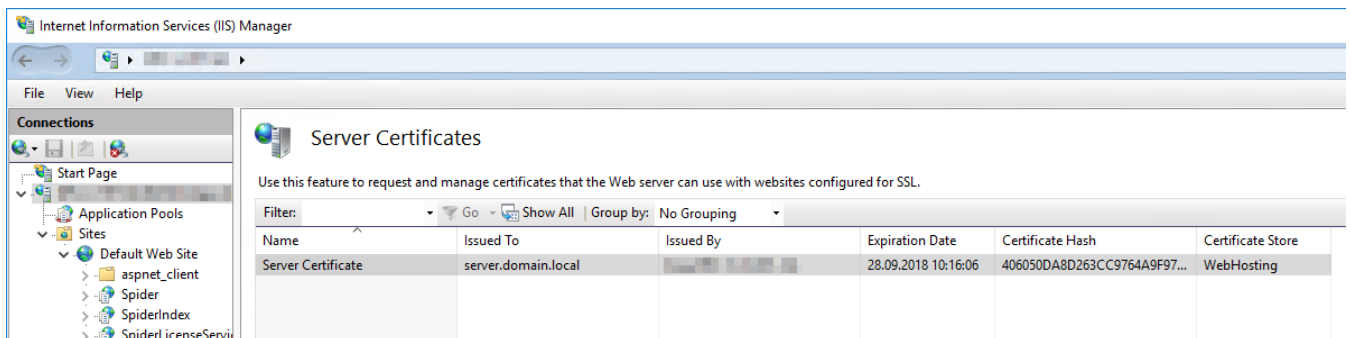 Internet Information Services (IIS) Manager
File View Help
Connections
Start Page
Application Pools
Sites
Default Web Site
aspnet_client
Spider
SpiderIndex
SpiderLicenseServi
Server Certificates
Use this feature to request and manage certificates that the Web server can use with websites configured for SSL.
Filter: Go Show All Group by: No Grouping
Name Issued To Issued By Expiration Date Certificate Hash Certificate Store
Server Certificate server.domain.local 28.09.2018 10:16:06 406050DA8D263CC9764A9F97... WebHosting